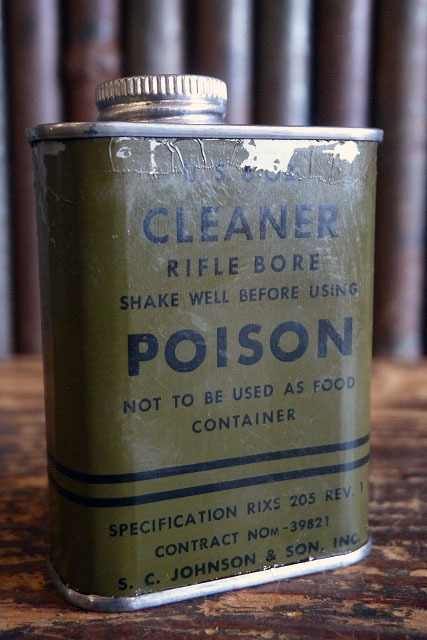 CLEANER
RIFLE BORE
SHAKE WELL BEFORE USING
POISON
NOT TO BE USED AS FOOD
CONTAINER
SPECIFICATION RIXS 205 REV. 1
CONTRACT NOM-39821
S. C. JOHNSON & SON. INC.